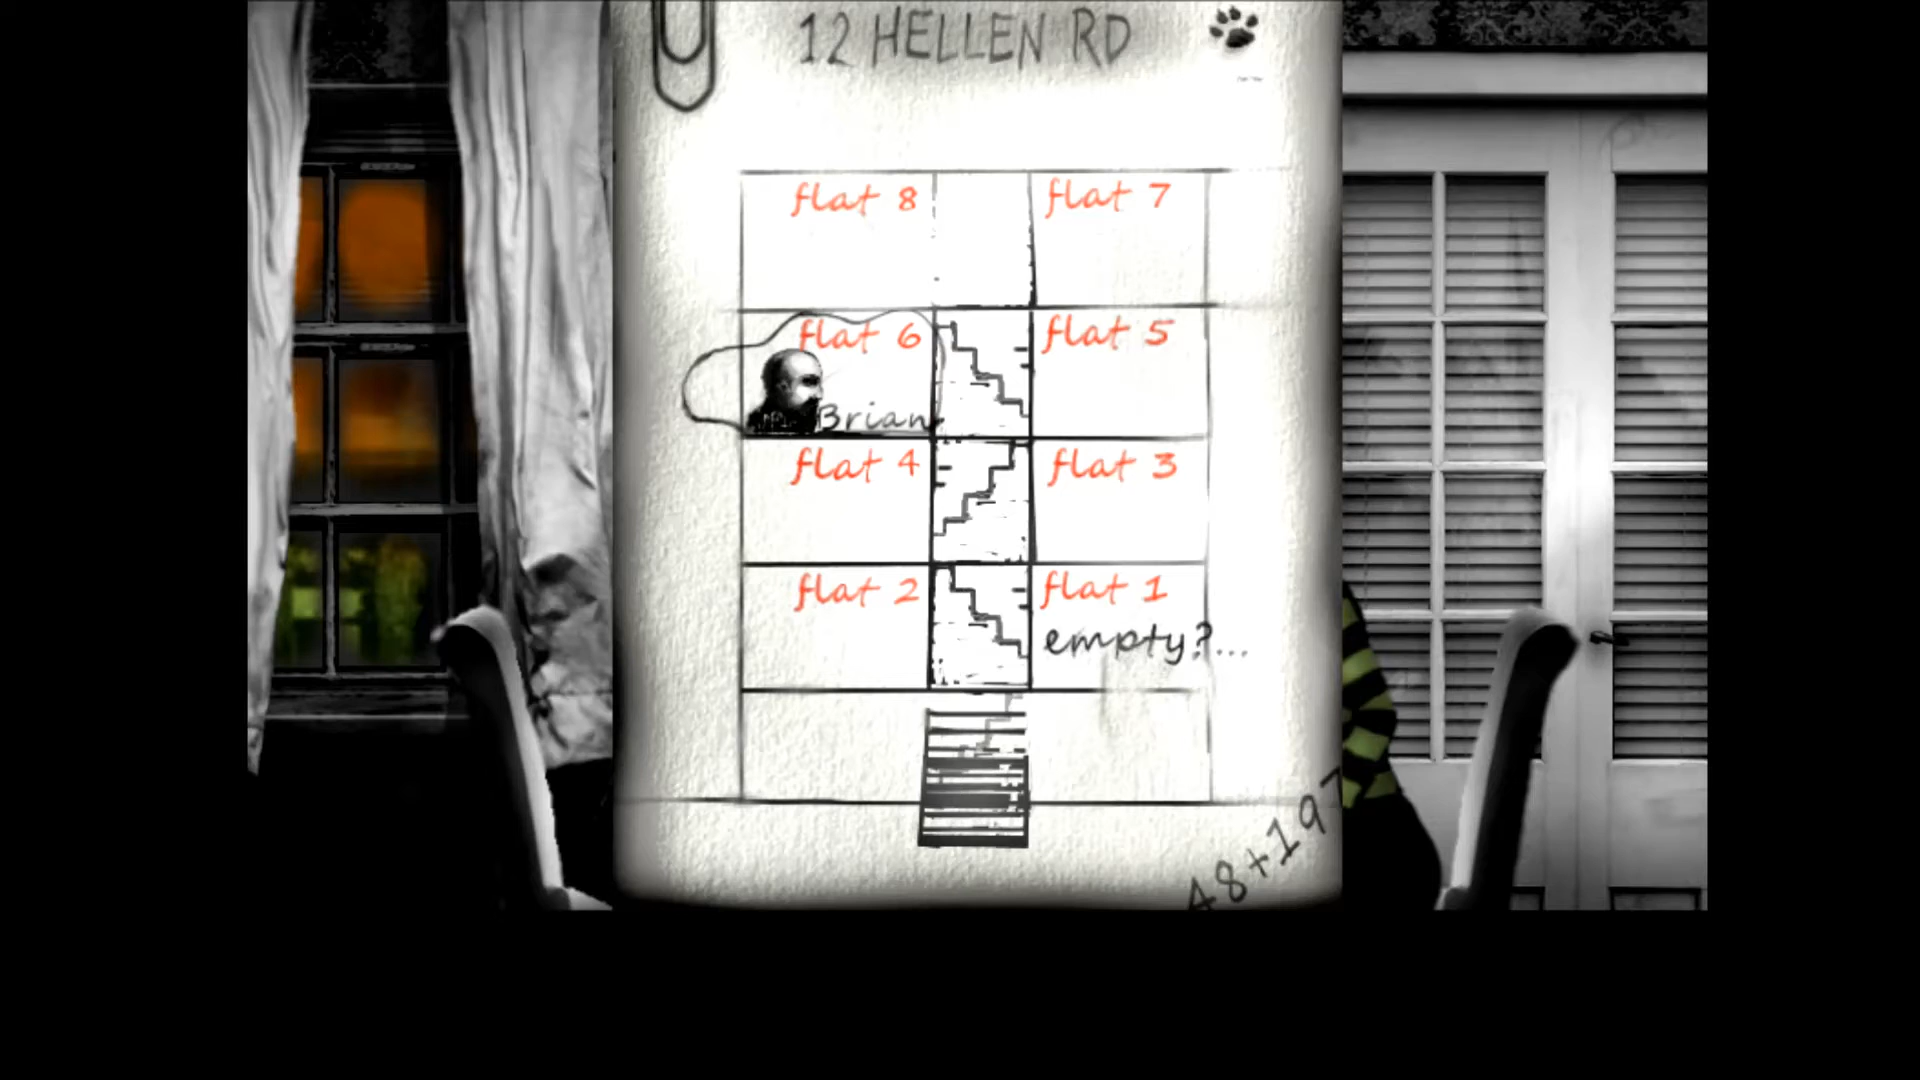 12 HELLEN RD
flat 8 flat 7
flat 6 flat 5
Brian
flat 4 flat 3
flat 2 flat 1
empty?...
48+197